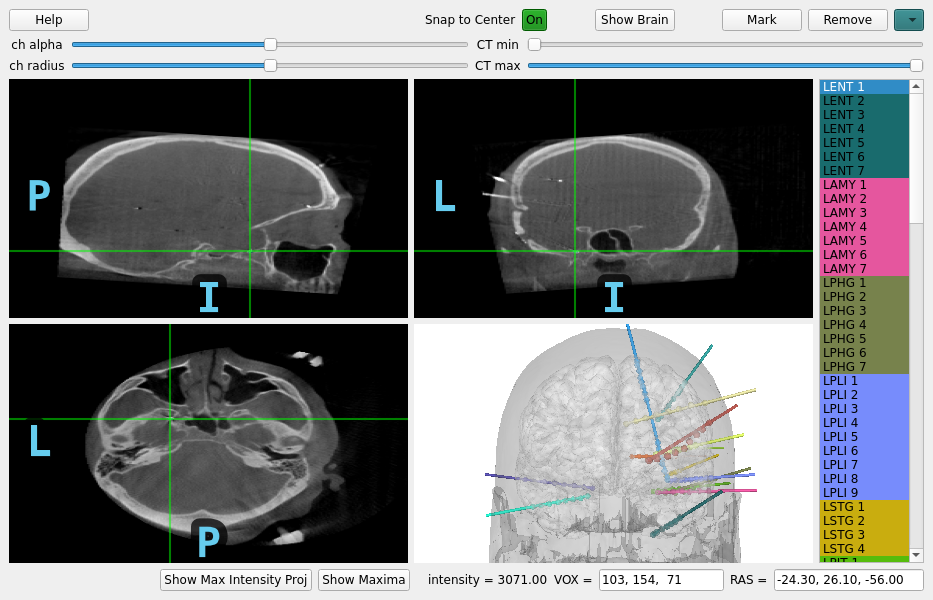 Help
Snap to Center On Show Brain Mark Remove
ch alpha CT min
ch radius CT max
P
I
L
I
L
P
LENT 1
LENT 2
LENT 3
LENT 4
LENT 5
LENT 6
LENT 7
LAMY 1
LAMY 2
LAMY 3
LAMY 4
LAMY 5
LAMY 6
LAMY 7
LPHG 1
LPHG 2
LPHG 3
LPHG 4
LPHG 5
LPHG 6
LPHG 7
LPLI 1
LPLI 2
LPLI 3
LPLI 4
LPLI 5
LPLI 6
LPLI 7
LPLI 8
LPLI 9
LSTG 1
LSTG 2
LSTG 3
LSTG 4
LPIT 1
Show Max Intensity Proj Show Maxima intensity = 3071.00 VOX = 103, 154, 71 RAS = -24.30, 26.10, -56.00